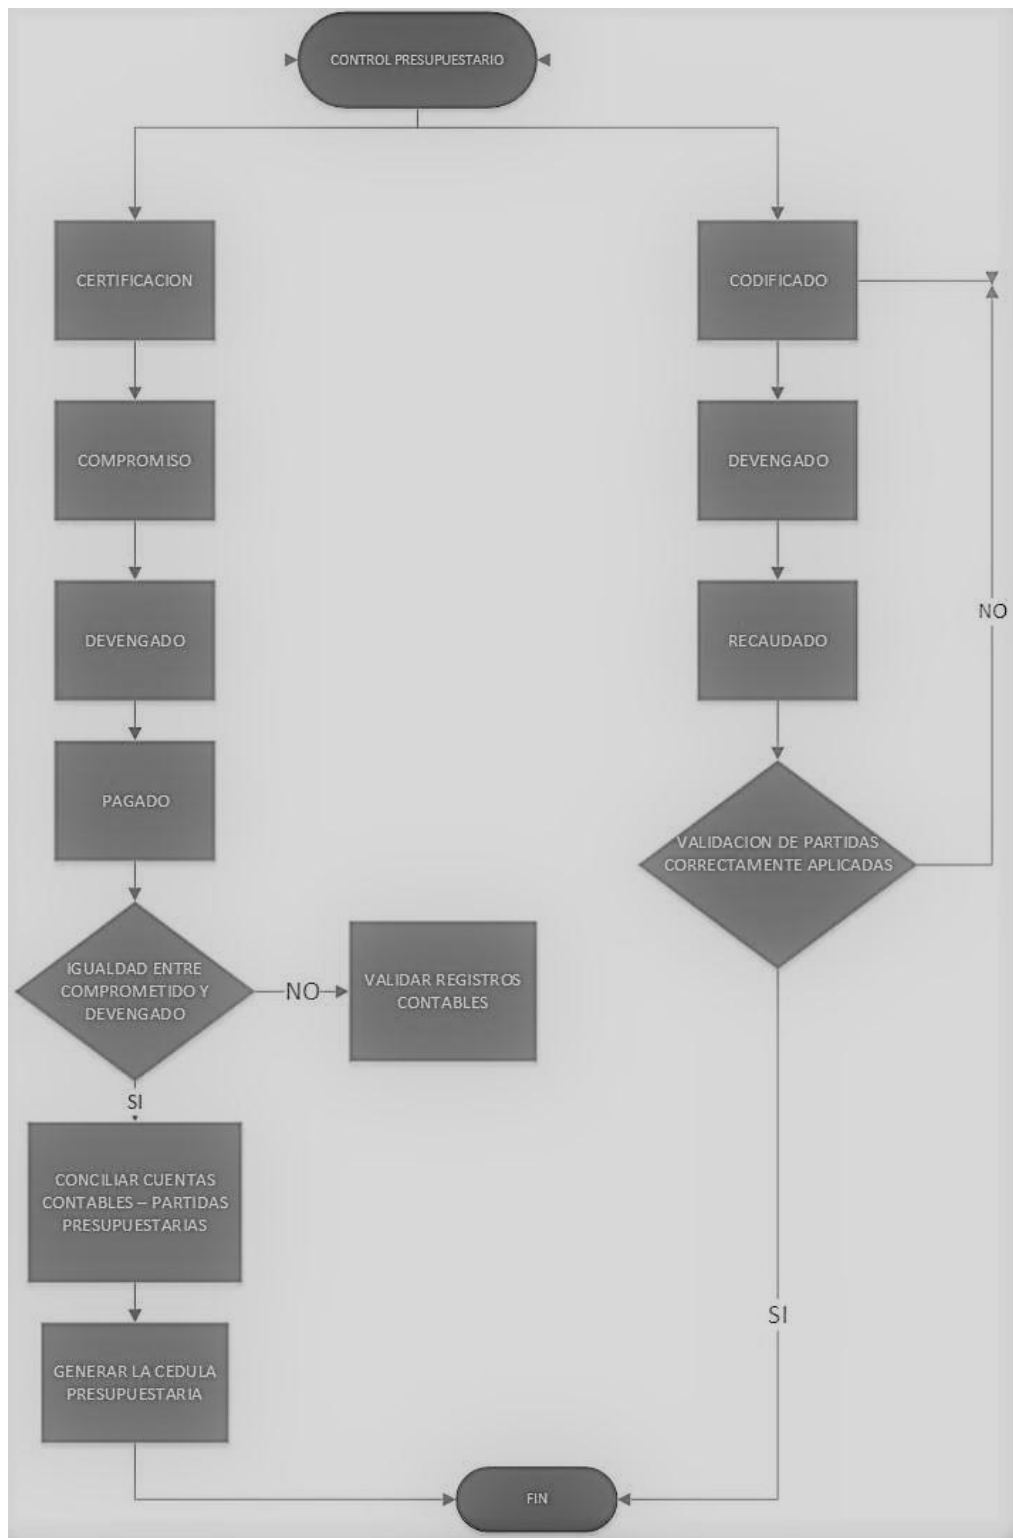 CONTROL PRESUPUESTARIO
CERTIFICACION
CODIFICADO
COMPROMISO
DEVENGADO
DEVENGADO
RECAUDADO
NO
PAGADO
VALIDACION DE PARTIDAS
CORRECTAMENTE APLICADAS
IGUALDAD ENTRE
COMPROMETIDO Y
DEVENGADO
NO
VALIDAR REGISTROS
CONTABLES
SI
CONCILIAR CUENTAS
CONTABLES – PARTIDAS
PRESUPUESTARIAS
SI
GENERAR LA CEDULA
PRESUPUESTARIA
FIN